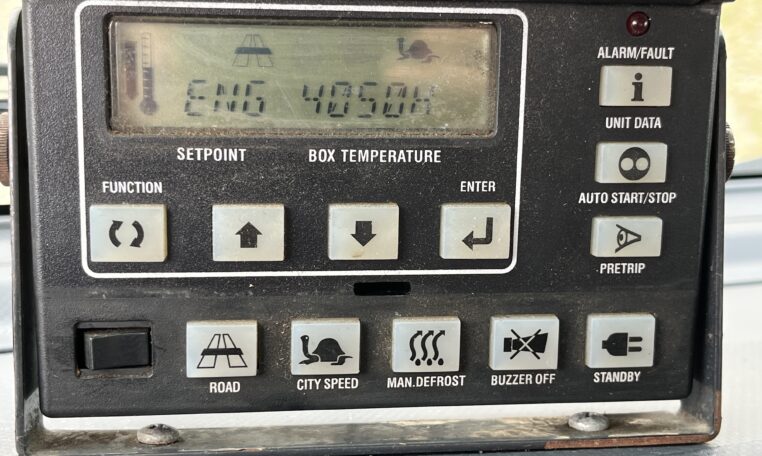 ENG 4050H
SETPOINT BOX TEMPERATURE
ALARM/FAULT
UNIT DATA
FUNCTION
ENTER
AUTO START/STOP
PRETRIP
ROAD
CITY SPEED
MAN.DEFROST
BUZZER OFF
STANDBY